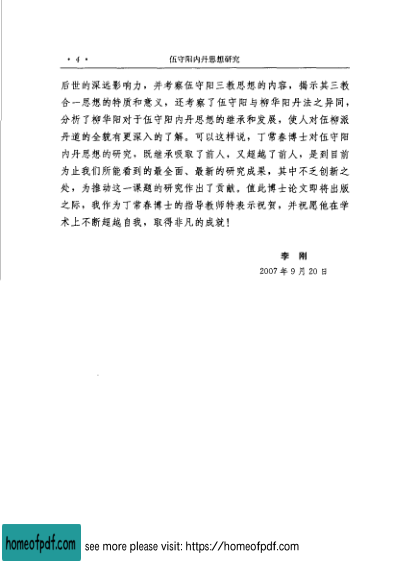 · 4 · 伍守阳内丹思想研究
后世的深远影响力，并考察伍守阳三教思想的内容，揭示其三教
合一思想的特质和意义，还考察了伍守阳与柳华阳丹法之异同，
分析了柳华阳对于伍守阳内丹思想的继承和发展，使人对伍柳派
丹道的全貌有更深入的了解。可以这样说，丁常春博士对伍守阳
内丹思想的研究，既继承吸取了前人，又超越了前人，是到目前
为止我们所能看到的最全面、最新的研究成果，其中不乏创新之
处，为推动这一课题的研究作出了贡献。值此博士论文即将出版
之际，我作为丁常春博士的指导教师特表示祝贺，并祝愿他在学
术上不断超越自我，取得非凡的成就！
李 刚
2007 年 9 月 20 日
homeofpdf.com see more please visit: https://homeofpdf.com